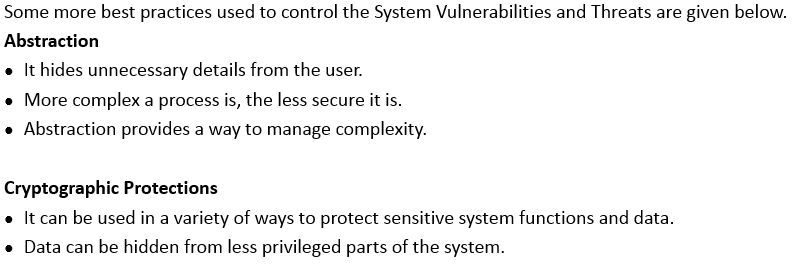 Some more best practices used to control the System Vulnerabilities and Threats are given below.
Abstraction
• It hides unnecessary details from the user.
• More complex a process is, the less secure it is.
• Abstraction provides a way to manage complexity.
Cryptographic Protections
• It can be used in a variety of ways to protect sensitive system functions and data.
• Data can be hidden from less privileged parts of the system.